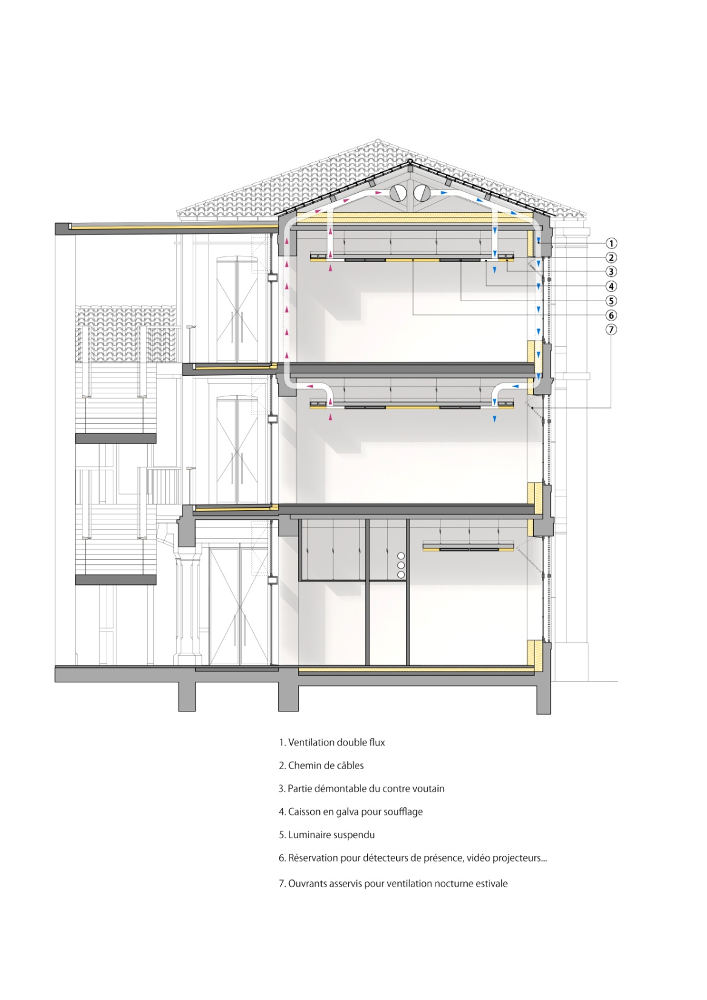 1
2
3
4
5
6
7
1. Ventilation double flux
2. Chemin de câbles
3. Partie démontable du contre voutain
4. Caisson en galva pour soufflage
5. Luminaire suspendu
6. Réservation pour détecteurs de présence, vidéo projecteurs...
7. Ouvrants asservis pour ventilation nocturne estivale